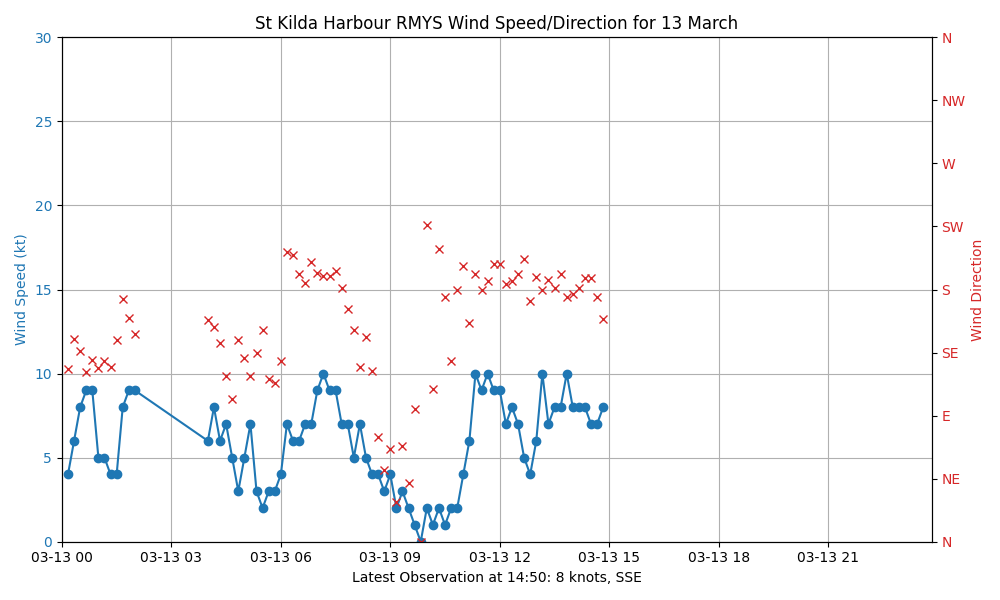 St Kilda Harbour RMYS Wind Speed/Direction for 13 March
30
25
20
15
10
5
0
Wind Speed (kt)
N
NW
W
SW
S
SE
E
NE
N
Wind Direction
03-13 00
03-13 03
03-13 06
03-13 09
03-13 12
03-13 15
03-13 18
03-13 21
Latest Observation at 14:50: 8 knots, SSE